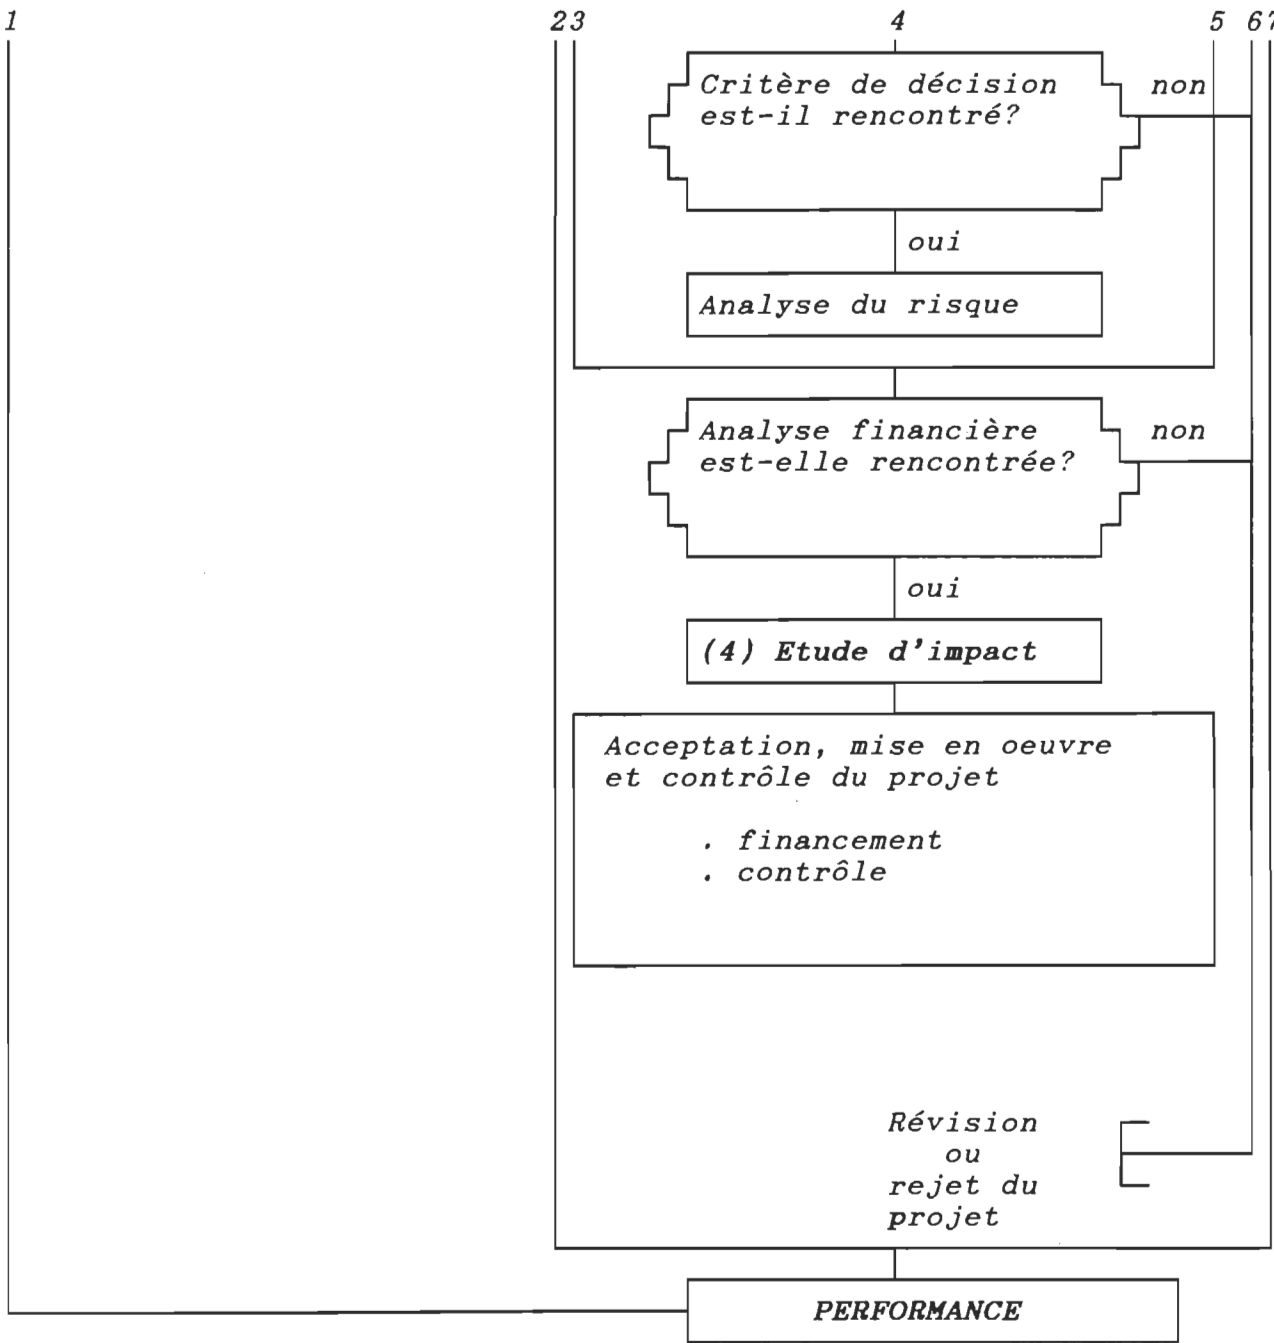 1 23 4 5 67
Critère de décision non
est-il rencontré?
oui
Analyse du risque
Analyse financière non
est-elle rencontrée?
oui
(4) Etude d'impact
Acceptation, mise en oeuvre
et contrôle du projet
. financement
. contrôle
Révision
ou
rejet du
projet
PERFORMANCE